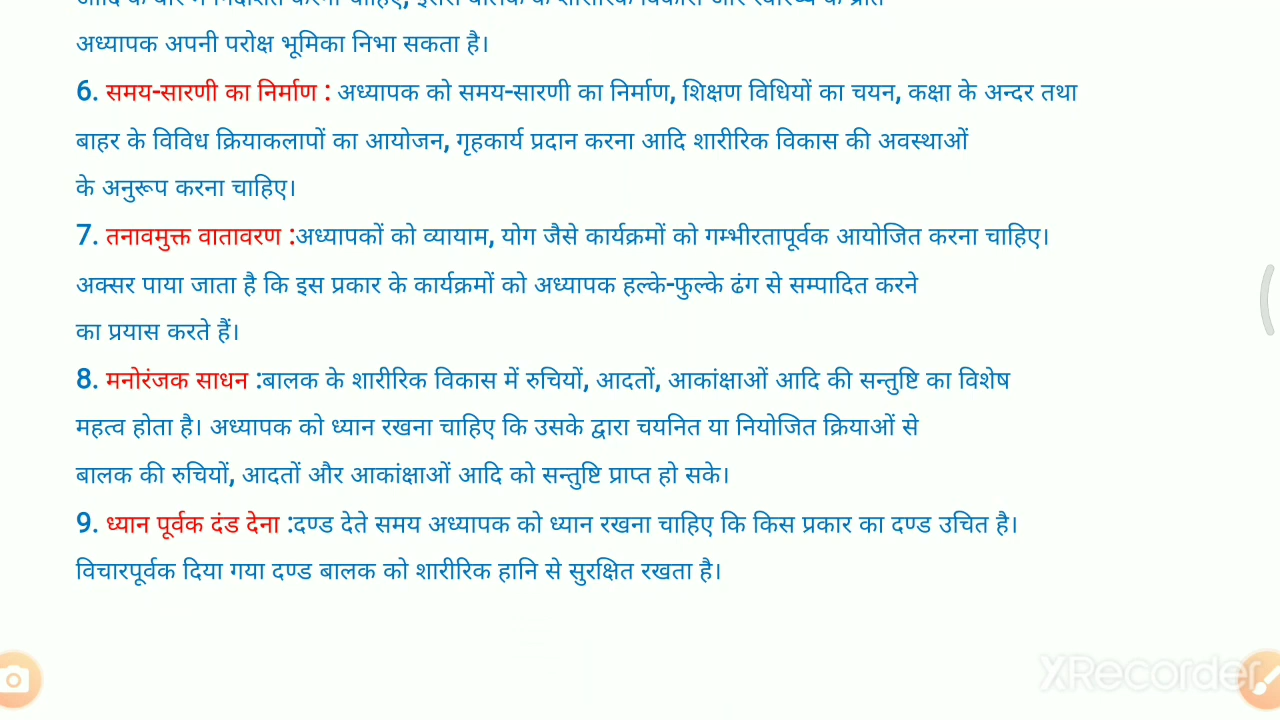 अध्यापक अपनी परोक्ष भूमिका निभा सकता है।
6. समय-सारणी का निर्माण : अध्यापक को समय-सारणी का निर्माण, शिक्षण विधियों का चयन, कक्षा के अन्दर तथा
बाहर के विविध क्रियाकलापों का आयोजन, गृहकार्य प्रदान करना आदि शारीरिक विकास की अवस्थाओं
के अनुरूप करना चाहिए।
7. तनावमुक्त वातावरण :अध्यापकों को व्यायाम, योग जैसे कार्यक्रमों को गम्भीरतापूर्वक आयोजित करना चाहिए।
अक्सर पाया जाता है कि इस प्रकार के कार्यक्रमों को अध्यापक हल्के-फुल्के ढंग से सम्पादित करने
का प्रयास करते हैं।
8. मनोरंजक साधन :बालक के शारीरिक विकास में रुचियों, आदतों, आकांक्षाओं आदि की सन्तुष्टि का विशेष
महत्व होता है। अध्यापक को ध्यान रखना चाहिए कि उसके द्वारा चयनित या नियोजित क्रियाओं से
बालक की रुचियों, आदतों और आकांक्षाओं आदि को सन्तुष्टि प्राप्त हो सके।
9. ध्यान पूर्वक दंड देना :दण्ड देते समय अध्यापक को ध्यान रखना चाहिए कि किस प्रकार का दण्ड उचित है।
विचारपूर्वक दिया गया दण्ड बालक को शारीरिक हानि से सुरक्षित रखता है।
XRecorder